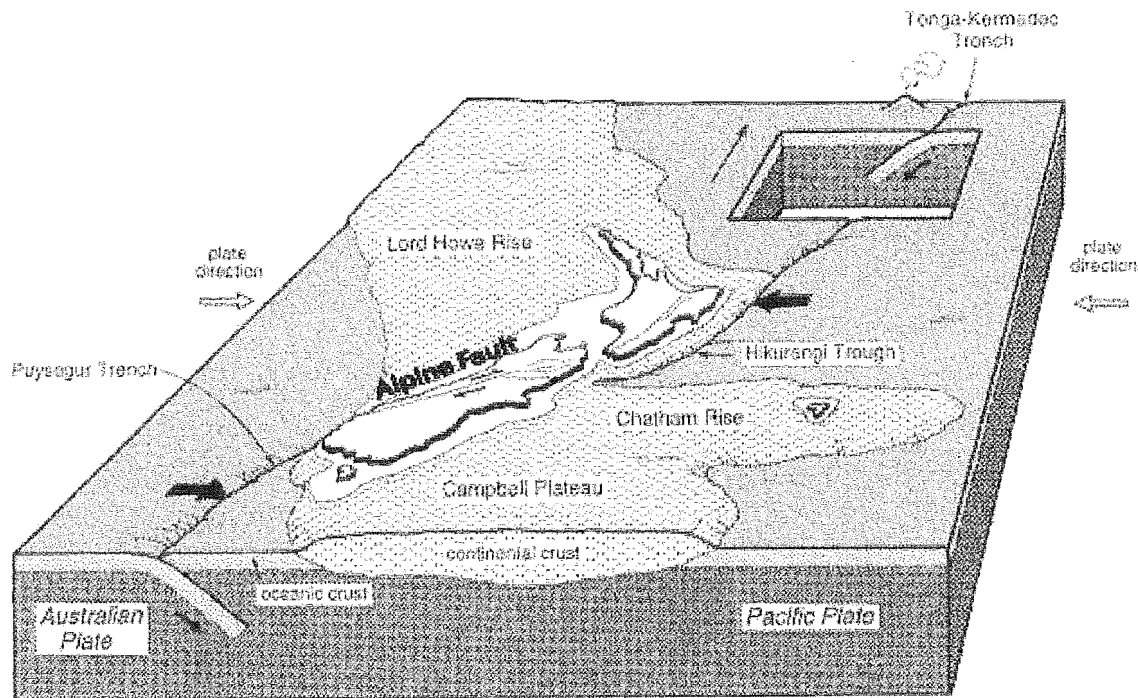 Tonga-Kermadec
Trench
Lord Howe Rise
plate
direction
plate
direction
Alpine Fault
Hikurangi Trough
Puysegur Trench
Chatham Rise
Campbell Plateau
continental crust
oceanic crust
Australian
Plate
Pacific Plate